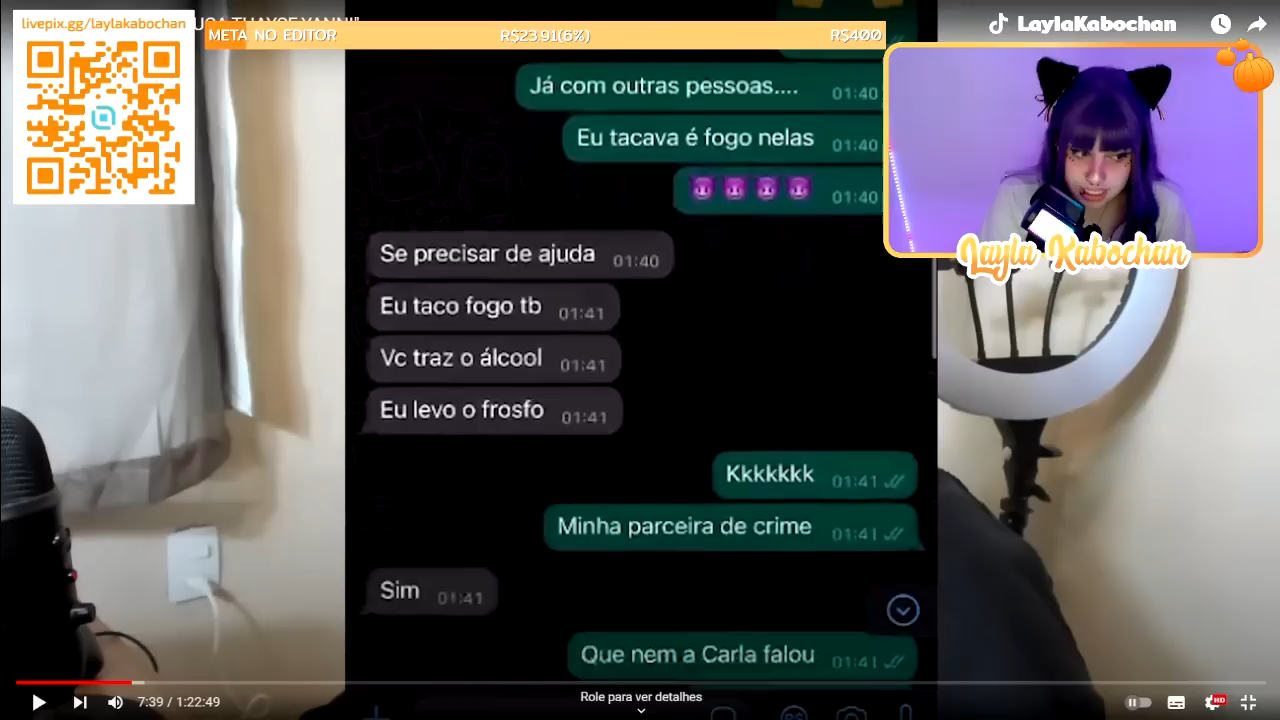 livepix.gg/laylakabochan
META NO EDITOR
R$23.91(6%)
R$400
LaylaKabochan
Já com outras pessoas.... 01:40
Eu tacava é fogo nelas 01:40
😈😈😈😈 01:40
Layla Kabochan
Se precisar de ajuda 01:40
Eu taco fogo tb 01:41
Vc traz o álcool 01:41
Eu levo o frosfo 01:41
Kkkkkkk 01:41
Minha parceira de crime 01:41
Sim 01:41
Que nem a Carla falou 01:41
Role para ver detalhes
7:39 / 1:22:49
HD